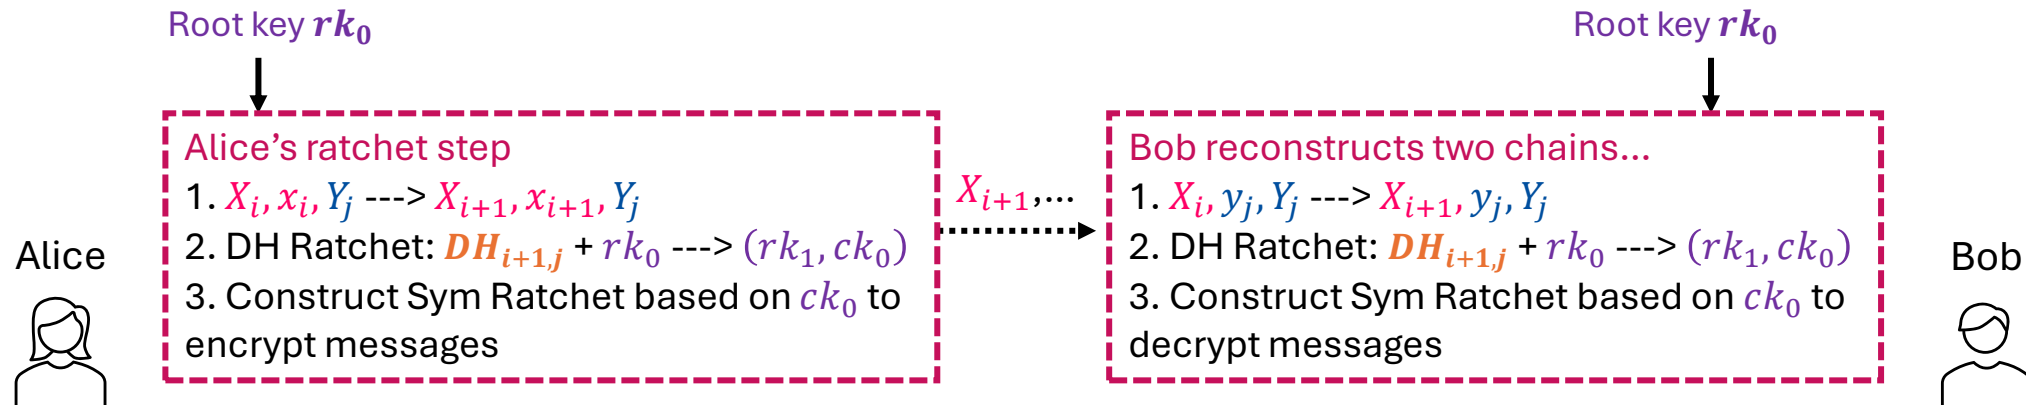 Root key rk₀
Root key rk₀
Alice's ratchet step
1. Xᵢ, xᵢ, Yⱼ ---> Xᵢ₊₁, xᵢ₊₁, Yⱼ
2. DH Ratchet: DHᵢ₊₁,ⱼ + rk₀ ---> (rk₁, ck₀)
3. Construct Sym Ratchet based on ck₀ to
encrypt messages
Alice
Xᵢ₊₁,...
Bob reconstructs two chains...
1. Xᵢ, yⱼ, Yⱼ ---> Xᵢ₊₁, yⱼ, Yⱼ
2. DH Ratchet: DHᵢ₊₁,ⱼ + rk₀ ---> (rk₁, ck₀)
3. Construct Sym Ratchet based on ck₀ to
decrypt messages
Bob